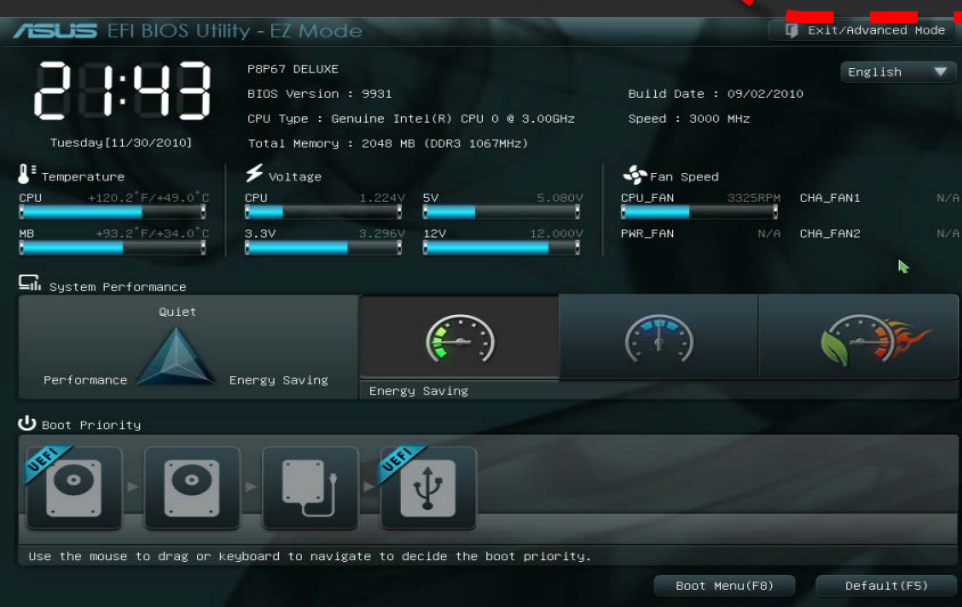 ASUS EFI BIOS Utility - EZ Mode
Exit/Advanced Mode
21:43
Tuesday[11/30/2010]
P8P67 DELUXE
English
BIOS Version : 9931
Build Date : 09/02/2010
CPU Type : Genuine Intel(R) CPU 0 @ 3.00GHz
Speed : 3000 MHz
Total Memory : 2048 MB (DDR3 1067MHz)
Temperature
CPU +120.2°F/+49.0°C
MB +93.2°F/+34.0°C
Voltage
CPU 1.224V 5V 5.080V
3.3V 3.296V 12V 12.000V
Fan Speed
CPU_FAN 3325RPM CHA_FAN1 N/A
PWR_FAN N/A CHA_FAN2 N/A
System Performance
Quiet
Performance
Energy Saving
Energy Saving
Boot Priority
UEFI
UEFI
Use the mouse to drag or keyboard to navigate to decide the boot priority.
Boot Menu(F8)
Default(F5)